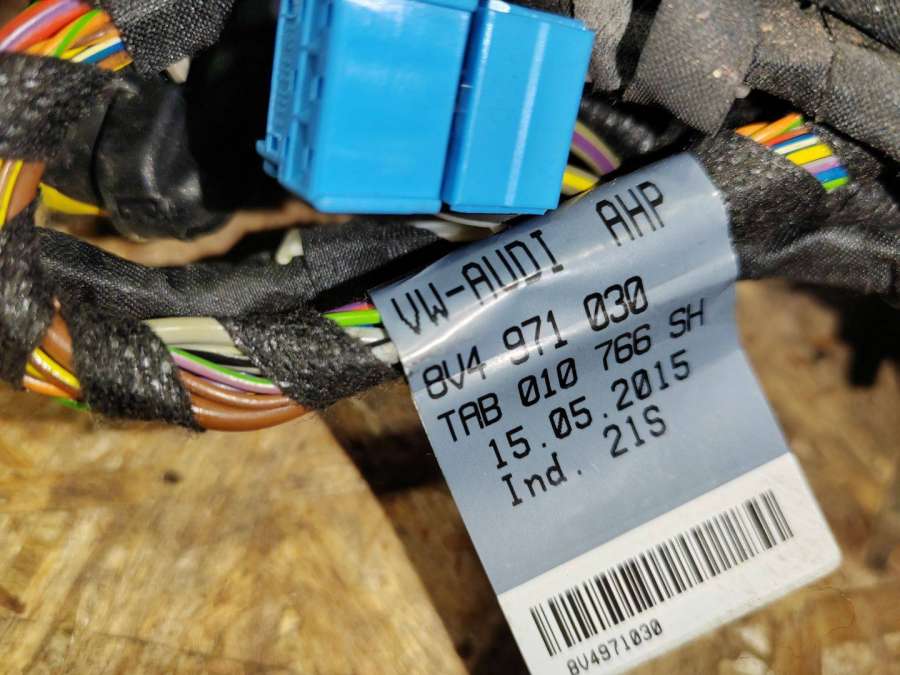 VW-AUDI AHP
8V4 971 030
TAB 010 766 SH
15.05.2015
Ind. 21S
8V4971030